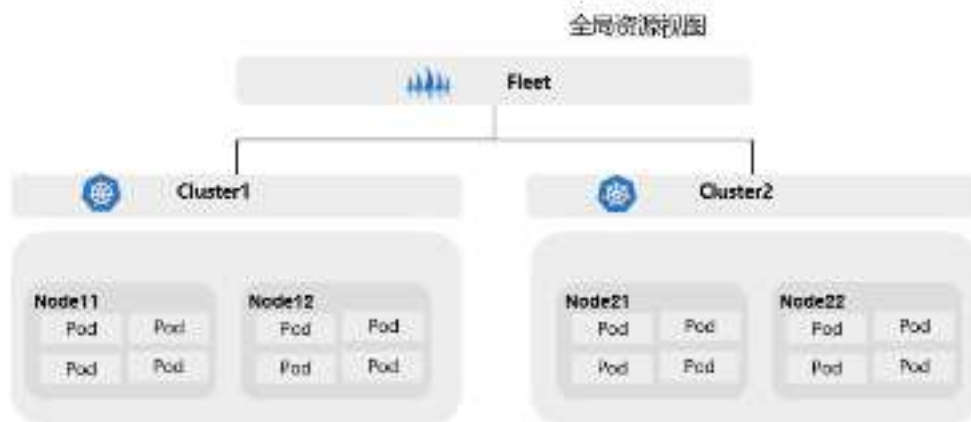 全局资源视图
Fleet
Cluster1
Cluster2
Node11
Node12
Node21
Node22
Pod Pod Pod Pod Pod Pod Pod Pod
Pod Pod Pod Pod Pod Pod Pod Pod